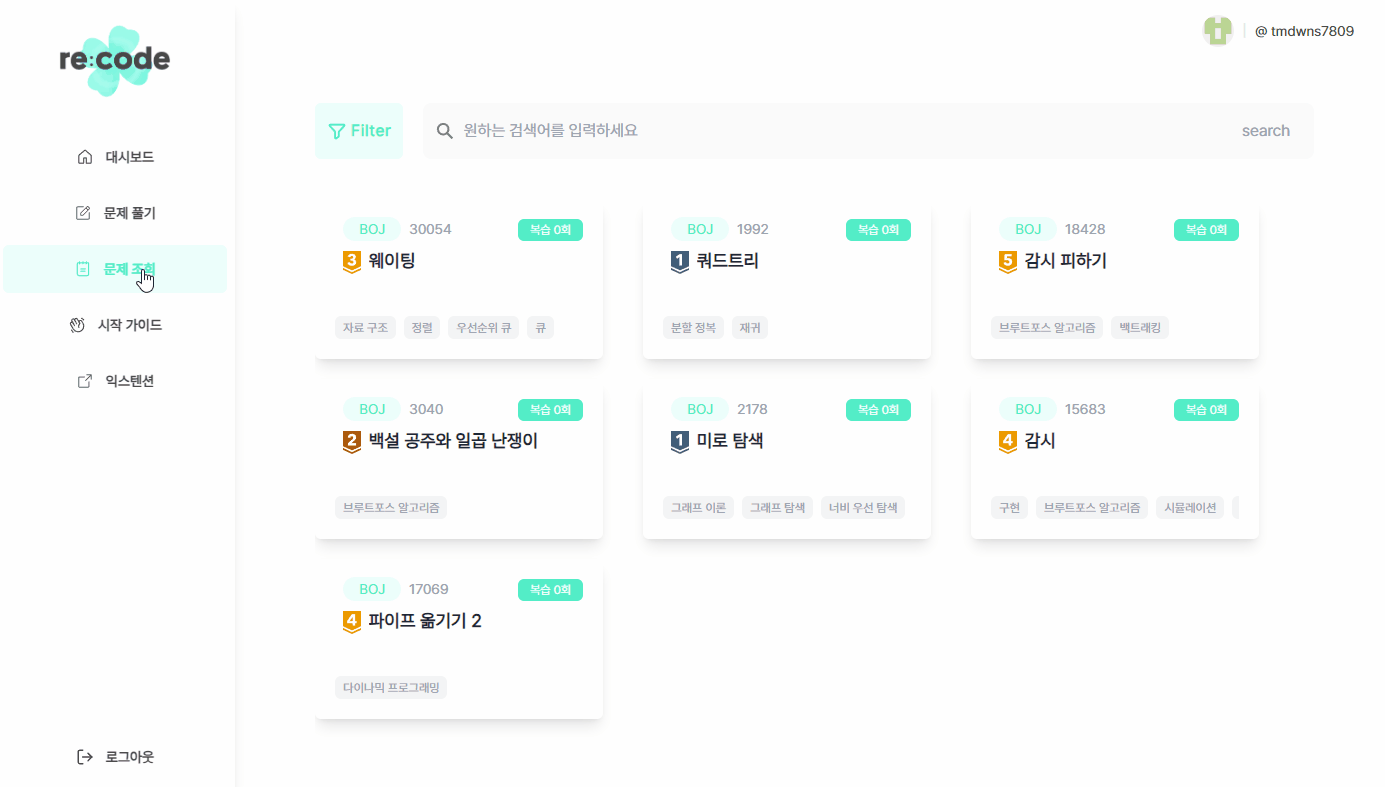 re:code
@ tmdwns7809
대시보드
문제 풀기
문제 조회
시작 가이드
익스텐션
로그아웃
Filter
원하는 검색어를 입력하세요
search
BOJ 30054 복습 0회
3 웨이팅
자료 구조 정렬 우선순위 큐 큐
BOJ 1992 복습 0회
1 쿼드트리
분할 정복 재귀
BOJ 18428 복습 0회
5 감시 피하기
브루트포스 알고리즘 백트래킹
BOJ 3040 복습 0회
2 백설 공주와 일곱 난쟁이
브루트포스 알고리즘
BOJ 2178 복습 0회
1 미로 탐색
그래프 이론 그래프 탐색 너비 우선 탐색
BOJ 15683 복습 0회
4 감시
구현 브루트포스 알고리즘 시뮬레이션
BOJ 17069 복습 0회
4 파이프 옮기기 2
다이나믹 프로그래밍